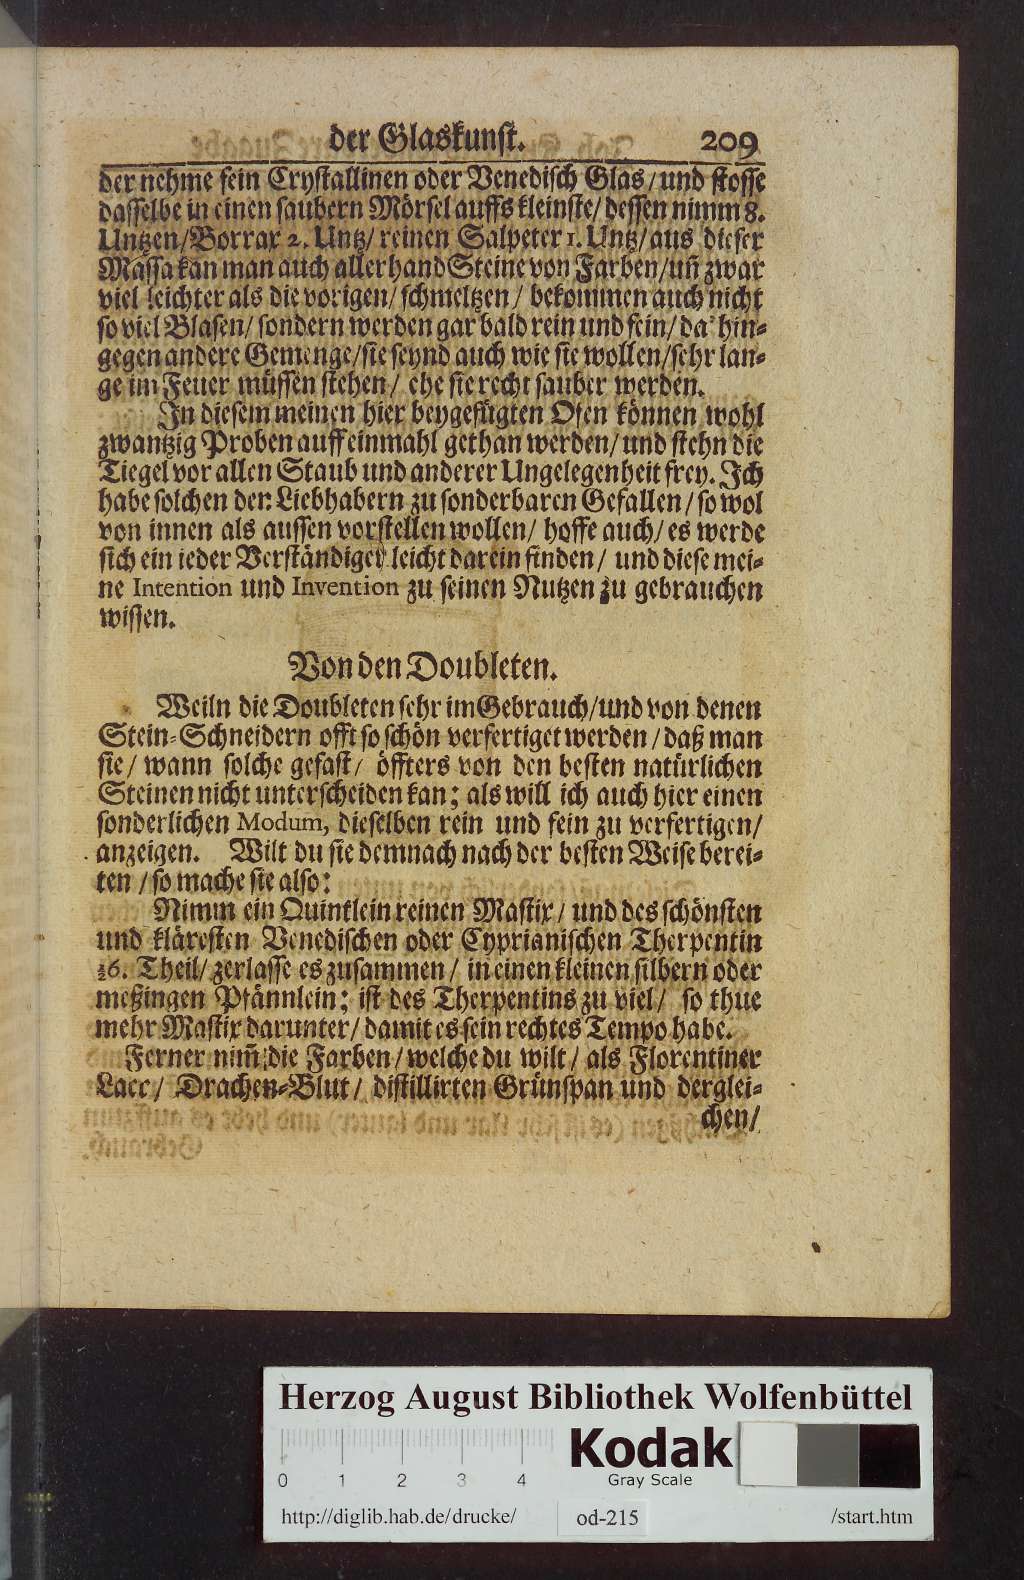 der Glaskunst. 209
der nehme fein Crystallinen oder Venedisch Glas/und stosse
dasselbe in einen saubern Mörsel auffs kleinste/ dessen nimm 8.
Untzen/Borrax 2. Untz/ reinen Salpeter 1. Untz/aus dieser
Massa kan man auch allerhand Steine von Farben/uñ zwar
viel leichter als die vorigen/ schmeltzen/ bekommen auch nicht
so viel Blasen/ sondern werden gar bald rein und fein/ da hin-
gegen andere Gemenge/sie seynd auch wie sie wollen/sehr lan-
ge im Feuer müssen stehen/ ehe sie recht sauber werden.
In diesem meinen hier beygefügten Ofen können wohl
zwantzig Proben auff einmahl gethan werden/ und stehn die
Tiegel vor allen Staub und anderer Ungelegenheit frey. Ich
habe solchen den Liebhabern zu sonderbaren Gefallen/ so wol
von innen als aussen vorstellen wollen/ hoffe auch/ es werde
sich ein ieder Verständiger leicht darein finden/ und diese mei-
ne Intention und Invention zu seinen Nutzen zu gebrauchen
wissen.
Von den Doubleten.
Weiln die Doubleten sehr im Gebrauch/und von denen
Stein-Schneidern offt so schön verfertiget werden/ daß man
sie/ wann solche gefast/ öffters von den besten natürlichen
Steinen nicht unterscheiden kan; als will ich auch hier einen
sonderlichen Modum, dieselben rein und fein zu verfertigen/
anzeigen. Wilt du sie demnach nach der besten Weise berei-
ten/ so mache sie also:
Nimm ein Quintlein reinen Mastix/ und des schönsten
und kläresten Venedischen oder Cyprianischen Therpentin
16. Theil/ zerlasse es zusammen/ in einen kleinen silbern oder
meßingen Pfännlein; ist des Therpentins zu viel/ so thue
mehr Mastix darunter/ damit es sein rechtes Tempo habe.
Ferner nim̃ die Farben/welche du wilt/ als Florentiner
Lacc/ Drachen-Blut/ distillirten Grünspan und derglei-
chen/
Herzog August Bibliothek Wolfenbüttel
0 1 2 3 4
Kodak
Gray Scale
http://diglib.hab.de/drucke/ od-215 /start.htm